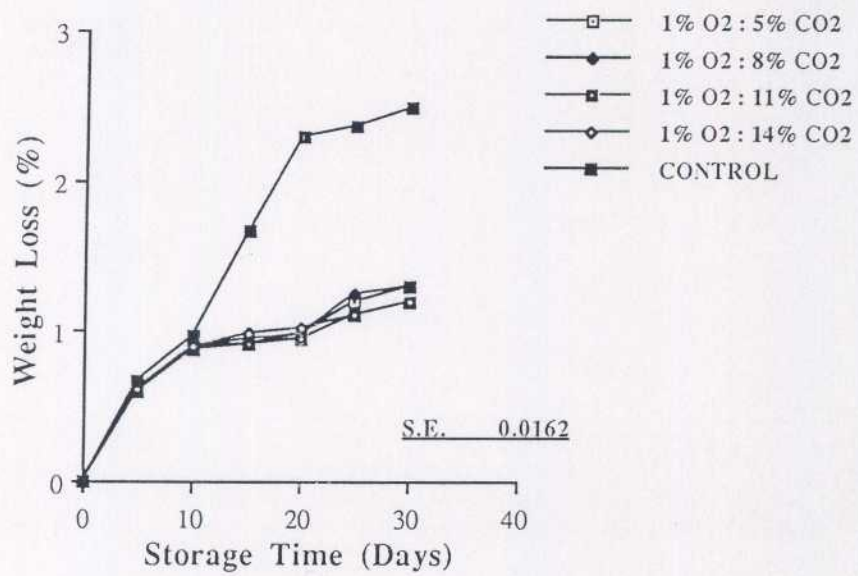 1% O2 : 5% CO2
1% O2 : 8% CO2
1% O2 : 11% CO2
1% O2 : 14% CO2
CONTROL
3
2
1
0
Weight Loss (%)
S.E. 0.0162
0 10 20 30 40
Storage Time (Days)